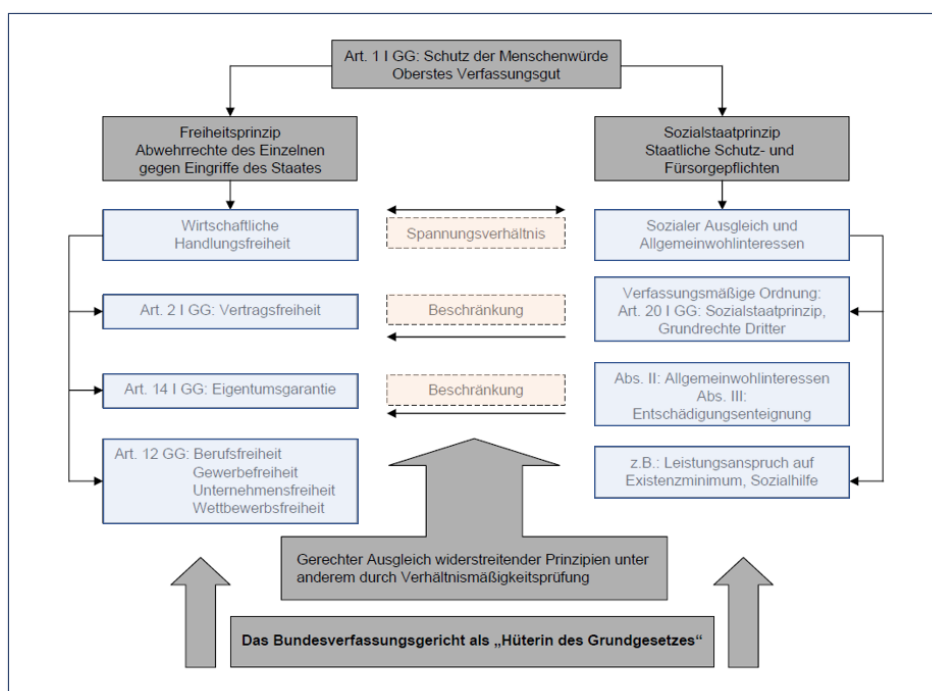 Art. 1 I GG: Schutz der Menschenwürde
Oberstes Verfassungsgut
Freiheitsprinzip
Abwehrrechte des Einzelnen
gegen Eingriffe des Staates
Sozialstaatprinzip
Staatliche Schutz- und
Fürsorgepflichten
Wirtschaftliche
Handlungsfreiheit
Spannungsverhältnis
Sozialer Ausgleich und
Allgemeinwohlinteressen
Art. 2 I GG: Vertragsfreiheit
Beschränkung
Verfassungsmäßige Ordnung:
Art. 20 I GG: Sozialstaatprinzip,
Grundrechte Dritter
Art. 14 I GG: Eigentumsgarantie
Beschränkung
Abs. II: Allgemeinwohlinteressen
Abs. III:
Entschädigungsenteignung
Art. 12 GG: Berufsfreiheit
Gewerbefreiheit
Unternehmensfreiheit
Wettbewerbsfreiheit
z.B.: Leistungsanspruch auf
Existenzminimum, Sozialhilfe
Gerechter Ausgleich widerstreitender Prinzipien unter
anderem durch Verhältnismäßigkeitsprüfung
Das Bundesverfassungsgericht als „Hüterin des Grundgesetzes“